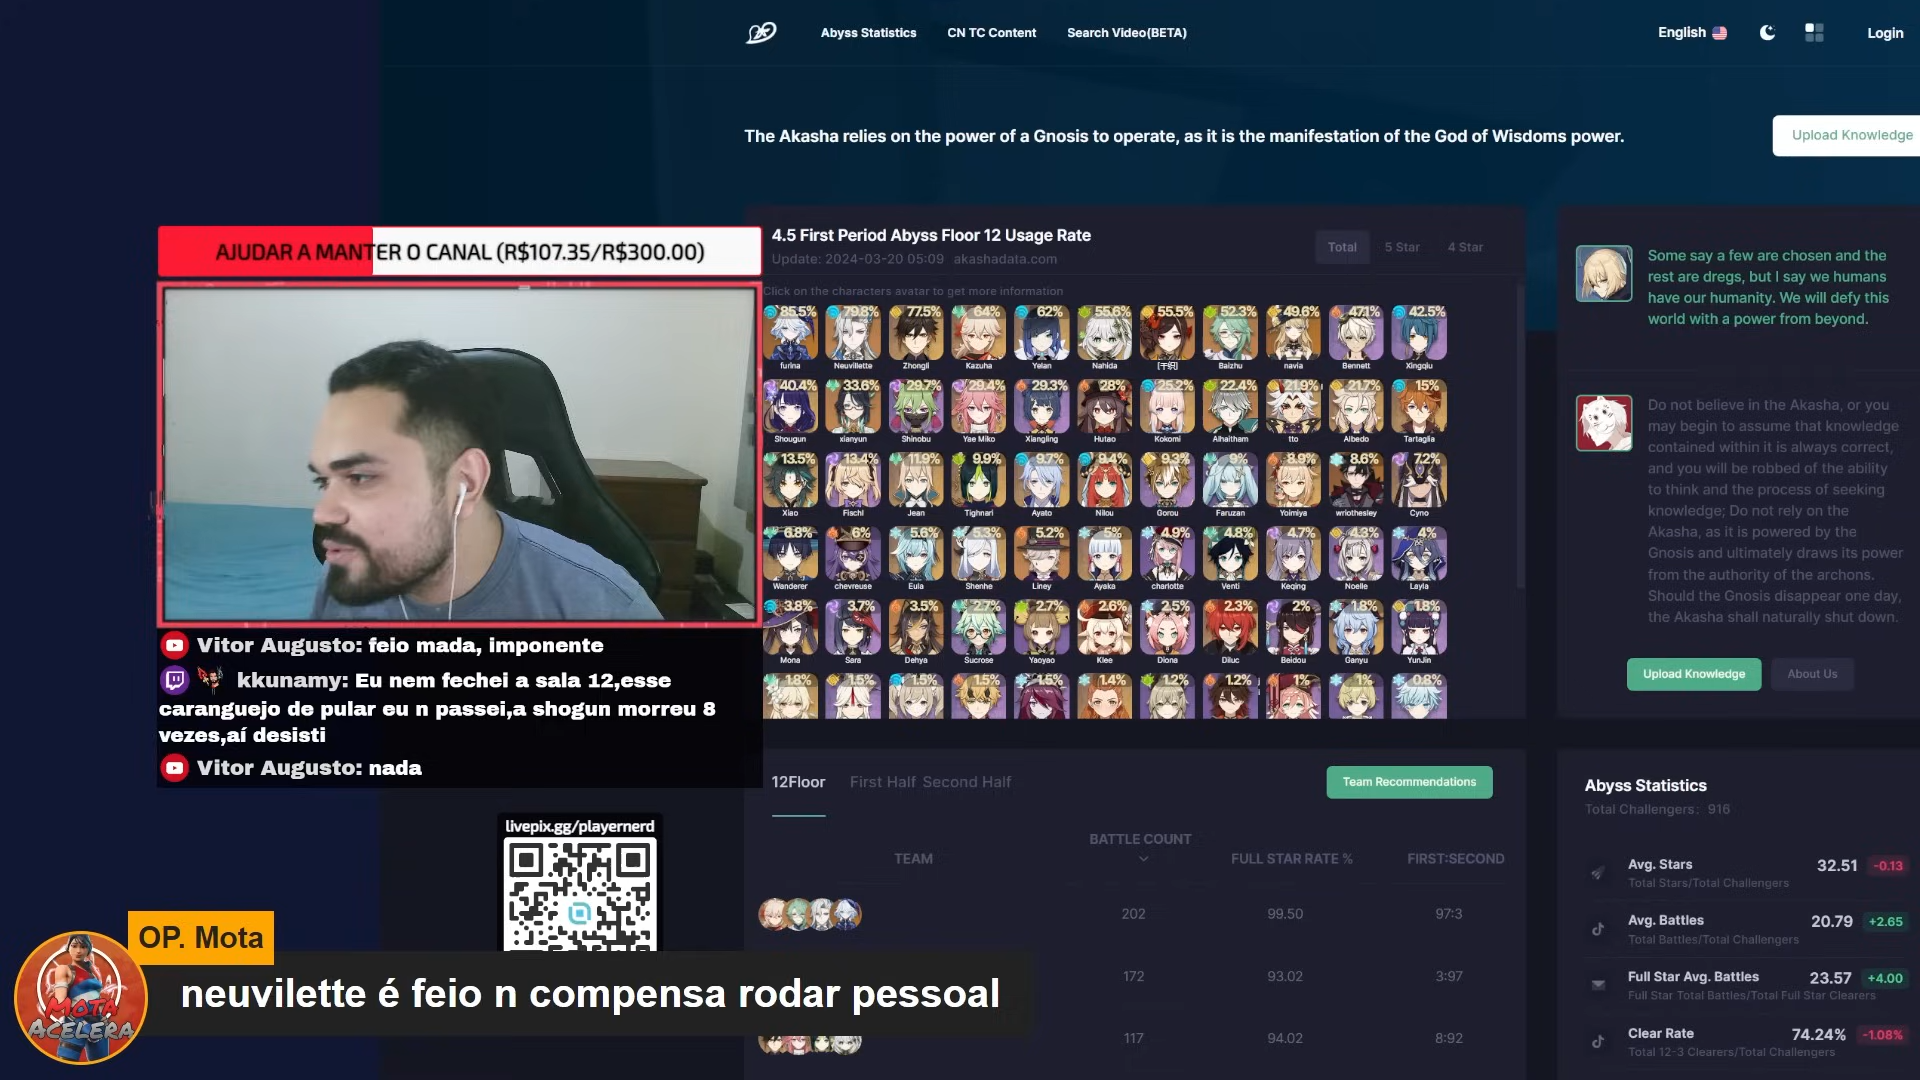 Abyss Statistics
CN TC Content
Search Video(BETA)
English
Login
The Akasha relies on the power of a Gnosis to operate, as it is the manifestation of the God of Wisdoms power.
Upload Knowledge
AJUDAR A MANTER O CANAL (R$107.35/R$300.00)
4.5 First Period Abyss Floor 12 Usage Rate
Update: 2024-03-20 05:09 akashadata.com
Total 5 Star 4 Star
Click on the characters avatar to get more information
85.5% 79.8% 77.5% 64% 62% 55.6% 55.5% 52.3% 49.6% 47.1% 42.5%
furina Neuvillette Zhongli Kazuha Yelan Nahida Baizhu navia Bennett Xingqiu
40.4% 33.6% 29.7% 29.4% 29.3% 28% 25.2% 22.4% 21.9% 21.7% 15%
Shougun xianyun Shinobu Yae Miko Xiangling Hutao Kokomi Alhaitham Itto Albedo Tartaglia
13.5% 13.4% 11.9% 9.9% 9.7% 9.4% 9.3% 9% 8.9% 8.6% 7.2%
Xiao Fischl Jean Tighnari Ayato Nilou Gorou Faruzan Yoimiya wriothesley Cyno
6.8% 6% 5.6% 5.3% 5.2% 5% 4.9% 4.8% 4.7% 4.3% 4%
Wanderer chevreuse Eula Shenhe Liney Ayaka charlotte Venti Keqing Noelle Layla
3.8% 3.7% 3.5% 2.7% 2.7% 2.6% 2.5% 2.3% 2% 1.8% 1.8%
Mona Sara Dehya Sucrose Yaoyao Klee Diona Diluc Beidou Ganyu YunJin
1.8% 1.5% 1.5% 1.5% 1.5% 1.4% 1.2% 1.2% 1% 1% 0.8%
Some say a few are chosen and the
rest are dregs, but I say we humans
have our humanity. We will defy this
world with a power from beyond.
Do not believe in the Akasha, or you
may begin to assume that knowledge
contained within it is always correct,
and you will be robbed of the ability
to think and the process of seeking
knowledge; Do not rely on the
Akasha, as it is powered by the
Gnosis and ultimately draws its power
from the authority of the archons.
Should the Gnosis disappear one day,
the Akasha shall naturally shut down.
Upload Knowledge
About Us
Vitor Augusto: feio mada, imponente
kkunamy: Eu nem fechei a sala 12,esse
caranguejo de pular eu n passei,a shogun morreu 8
vezes,aí desisti
Vitor Augusto: nada
livepix.gg/playernerd
12Floor First Half Second Half
Team Recommendations
TEAM
BATTLE COUNT
FULL STAR RATE %
FIRST:SECOND
202 99.50 97:3
172 93.02 3:97
117 94.02 8:92
Abyss Statistics
Total Challengers: 916
Avg. Stars 32.51 -0.13
Total Stars/Total Challengers
Avg. Battles 20.79 +2.65
Total Battles/Total Challengers
Full Star Avg. Battles 23.57 +4.00
Full Star Total Battles/Total Full Star Clearers
Clear Rate 74.24% -1.08%
Total 12-3 Clearers/Total Challengers
OP. Mota
neuvilette é feio n compensa rodar pessoal
MOTA
ACELERA